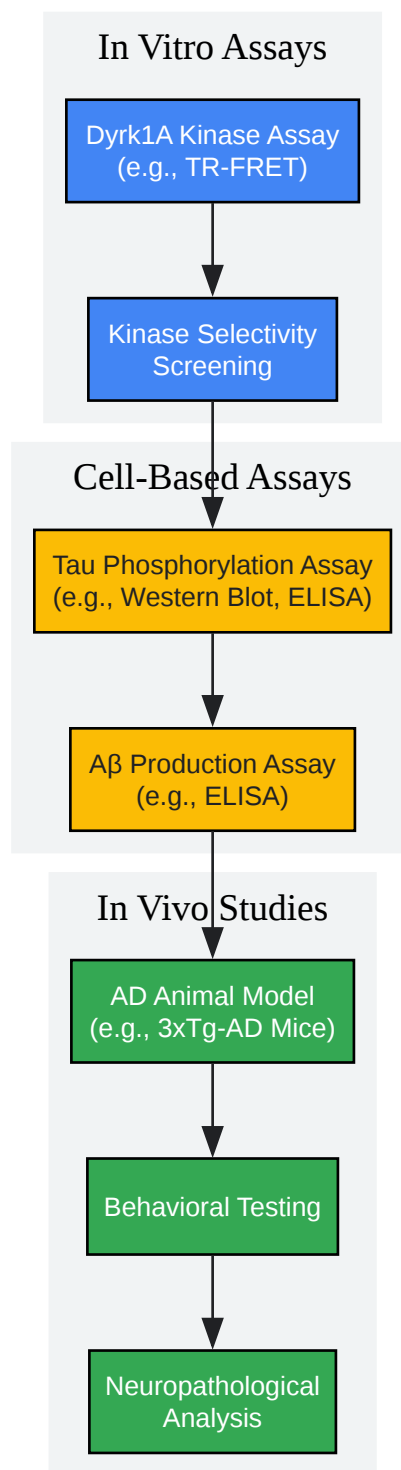 In Vitro Assays
Dyrk1A Kinase Assay
(e.g., TR-FRET)
Kinase Selectivity
Screening
Cell-Based Assays
Tau Phosphorylation Assay
(e.g., Western Blot, ELISA)
Aβ Production Assay
(e.g., ELISA)
In Vivo Studies
AD Animal Model
(e.g., 3xTg-AD Mice)
Behavioral Testing
Neuropathological
Analysis